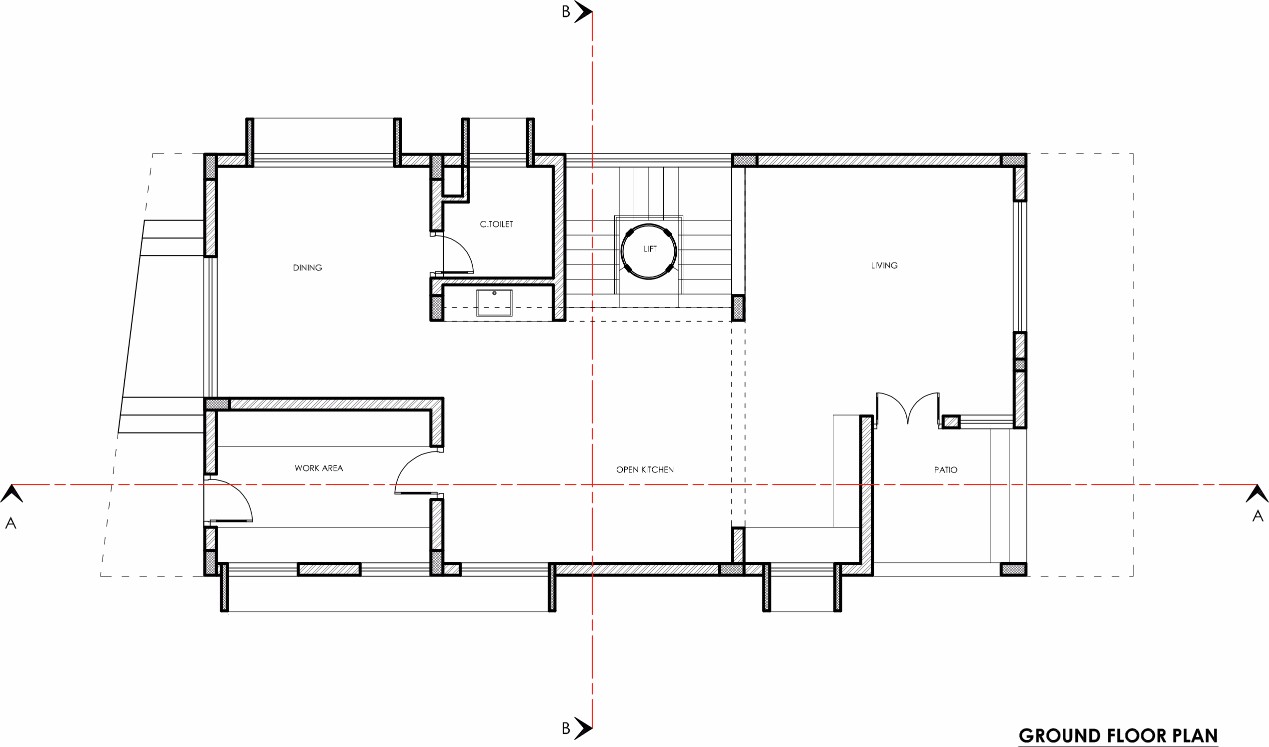 B
C.TOILET
LIFT
DINING
LIVING
WORK AREA
OPEN KITCHEN
PATIO
A
A
B
GROUND FLOOR PLAN